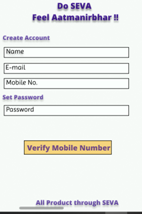 Do SEVA
Feel Aatmanirbhar !!
Create Account
Name
E-mail
Mobile No.
Set Password
Password
Verify Mobile Number
All Product through SEVA